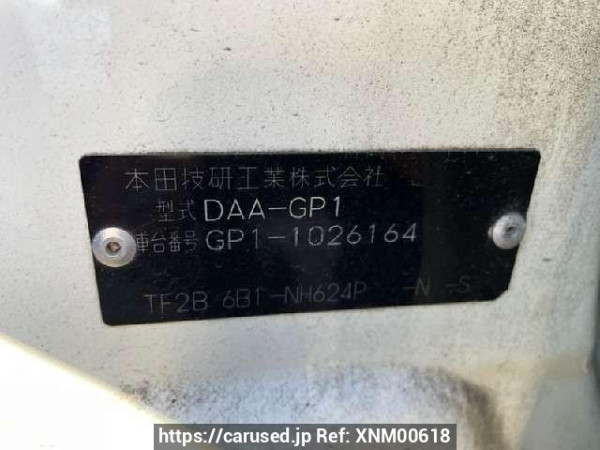 本田技研工業株式会社
型式 DAA-GP1
車台番号 GP1-1026164
TF2B 6B1-NH624P -N -S
https://carused.jp Ref: XNM00618